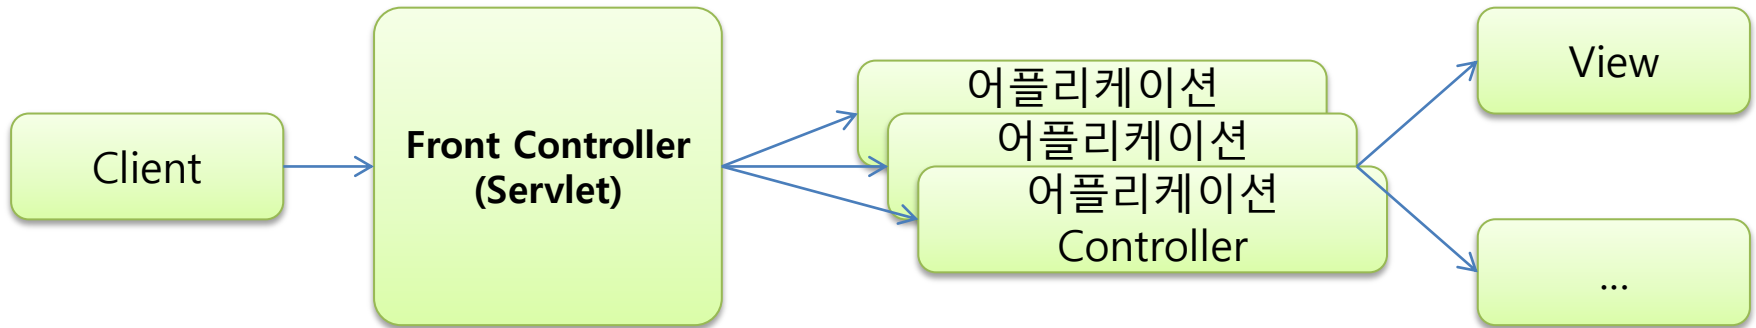 Client
Front Controller
(Servlet)
어플리케이션
어플리케이션
어플리케이션
Controller
View
...